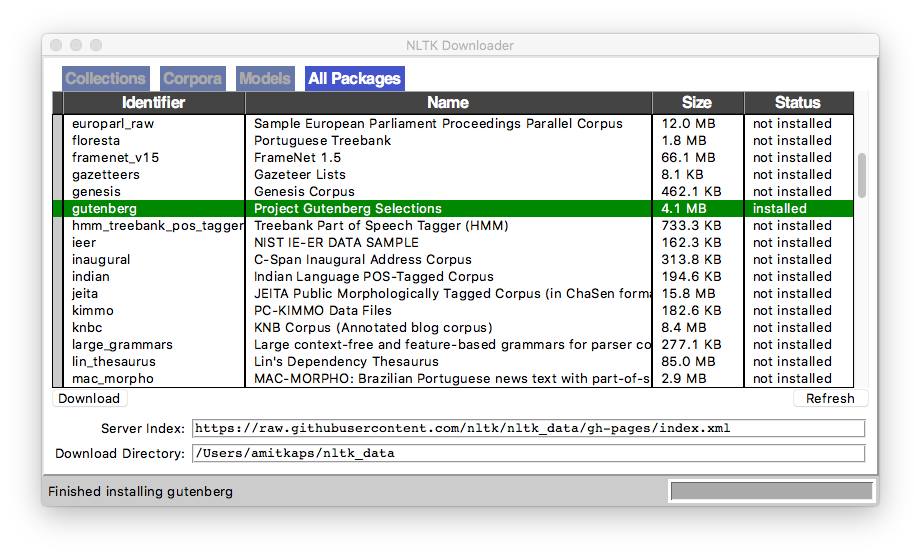 NLTK Downloader
Collections Corpora Models All Packages
Identifier Name Size Status
europarl_raw Sample European Parliament Proceedings Parallel Corpus 12.0 MB not installed
floresta Portuguese Treebank 1.8 MB not installed
framenet_v15 FrameNet 1.5 66.1 MB not installed
gazetteers Gazeteer Lists 8.1 KB not installed
genesis Genesis Corpus 462.1 KB not installed
gutenberg Project Gutenberg Selections 4.1 MB installed
hmm_treebank_pos_tagger Treebank Part of Speech Tagger (HMM) 733.3 KB not installed
ieer NIST IE-ER DATA SAMPLE 162.3 KB not installed
inaugural C-Span Inaugural Address Corpus 313.8 KB not installed
indian Indian Language POS-Tagged Corpus 194.6 KB not installed
jeita JEITA Public Morphologically Tagged Corpus (in ChaSen forma 15.8 MB not installed
kimmo PC-KIMMO Data Files 182.6 KB not installed
knbc KNB Corpus (Annotated blog corpus) 8.4 MB not installed
large_grammars Large context-free and feature-based grammars for parser co 277.1 KB not installed
lin_thesaurus Lin's Dependency Thesaurus 85.0 MB not installed
mac_morpho MAC-MORPHO: Brazilian Portuguese news text with part-of-s 2.9 MB not installed
Download Refresh
Server Index: https://raw.githubusercontent.com/nltk/nltk_data/gh-pages/index.xml
Download Directory: /Users/amitkaps/nltk_data
Finished installing gutenberg